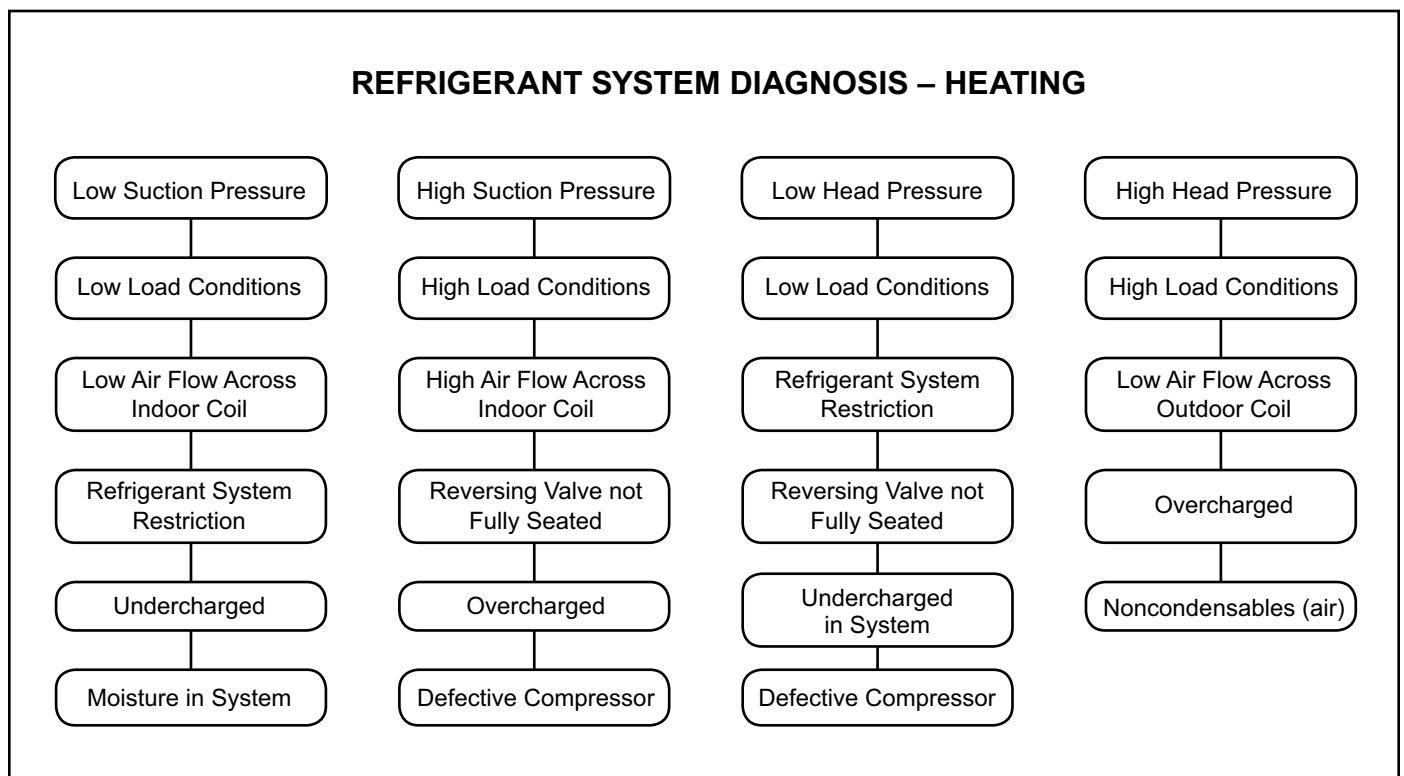 REFRIGERANT SYSTEM DIAGNOSIS – HEATING
Low Suction Pressure
Low Load Conditions
Low Air Flow Across
Indoor Coil
Refrigerant System
Restriction
Undercharged
Moisture in System
High Suction Pressure
High Load Conditions
High Air Flow Across
Indoor Coil
Reversing Valve not
Fully Seated
Overcharged
Defective Compressor
Low Head Pressure
Low Load Conditions
Refrigerant System
Restriction
Reversing Valve not
Fully Seated
Undercharged
in System
Defective Compressor
High Head Pressure
High Load Conditions
Low Air Flow Across
Outdoor Coil
Overcharged
Noncondensables (air)